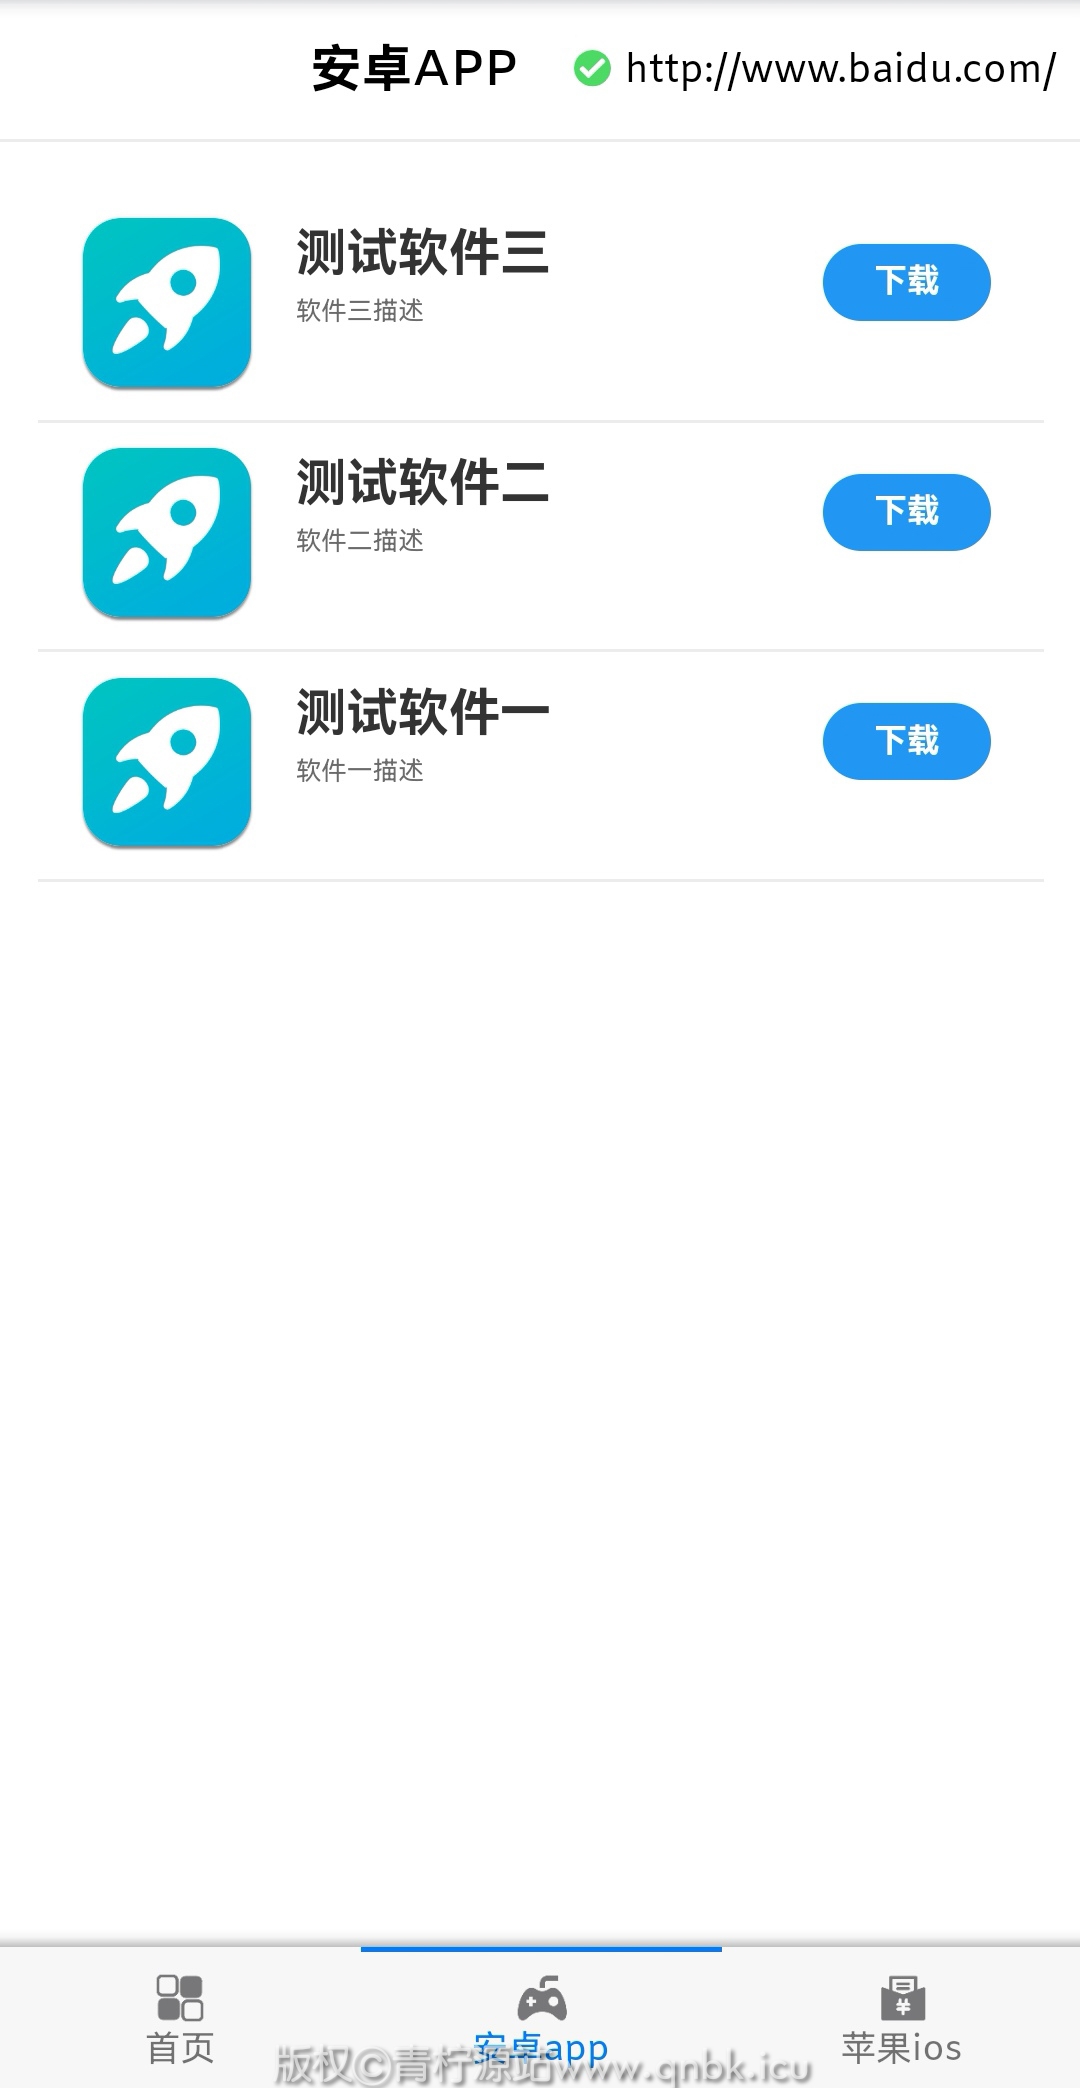 安卓APP http://www.baidu.com/
测试软件三
软件三描述
下载
测试软件二
软件二描述
下载
测试软件一
软件一描述
下载
首页
安卓app
苹果ios
版权©青柠源站www.qnbk.icu